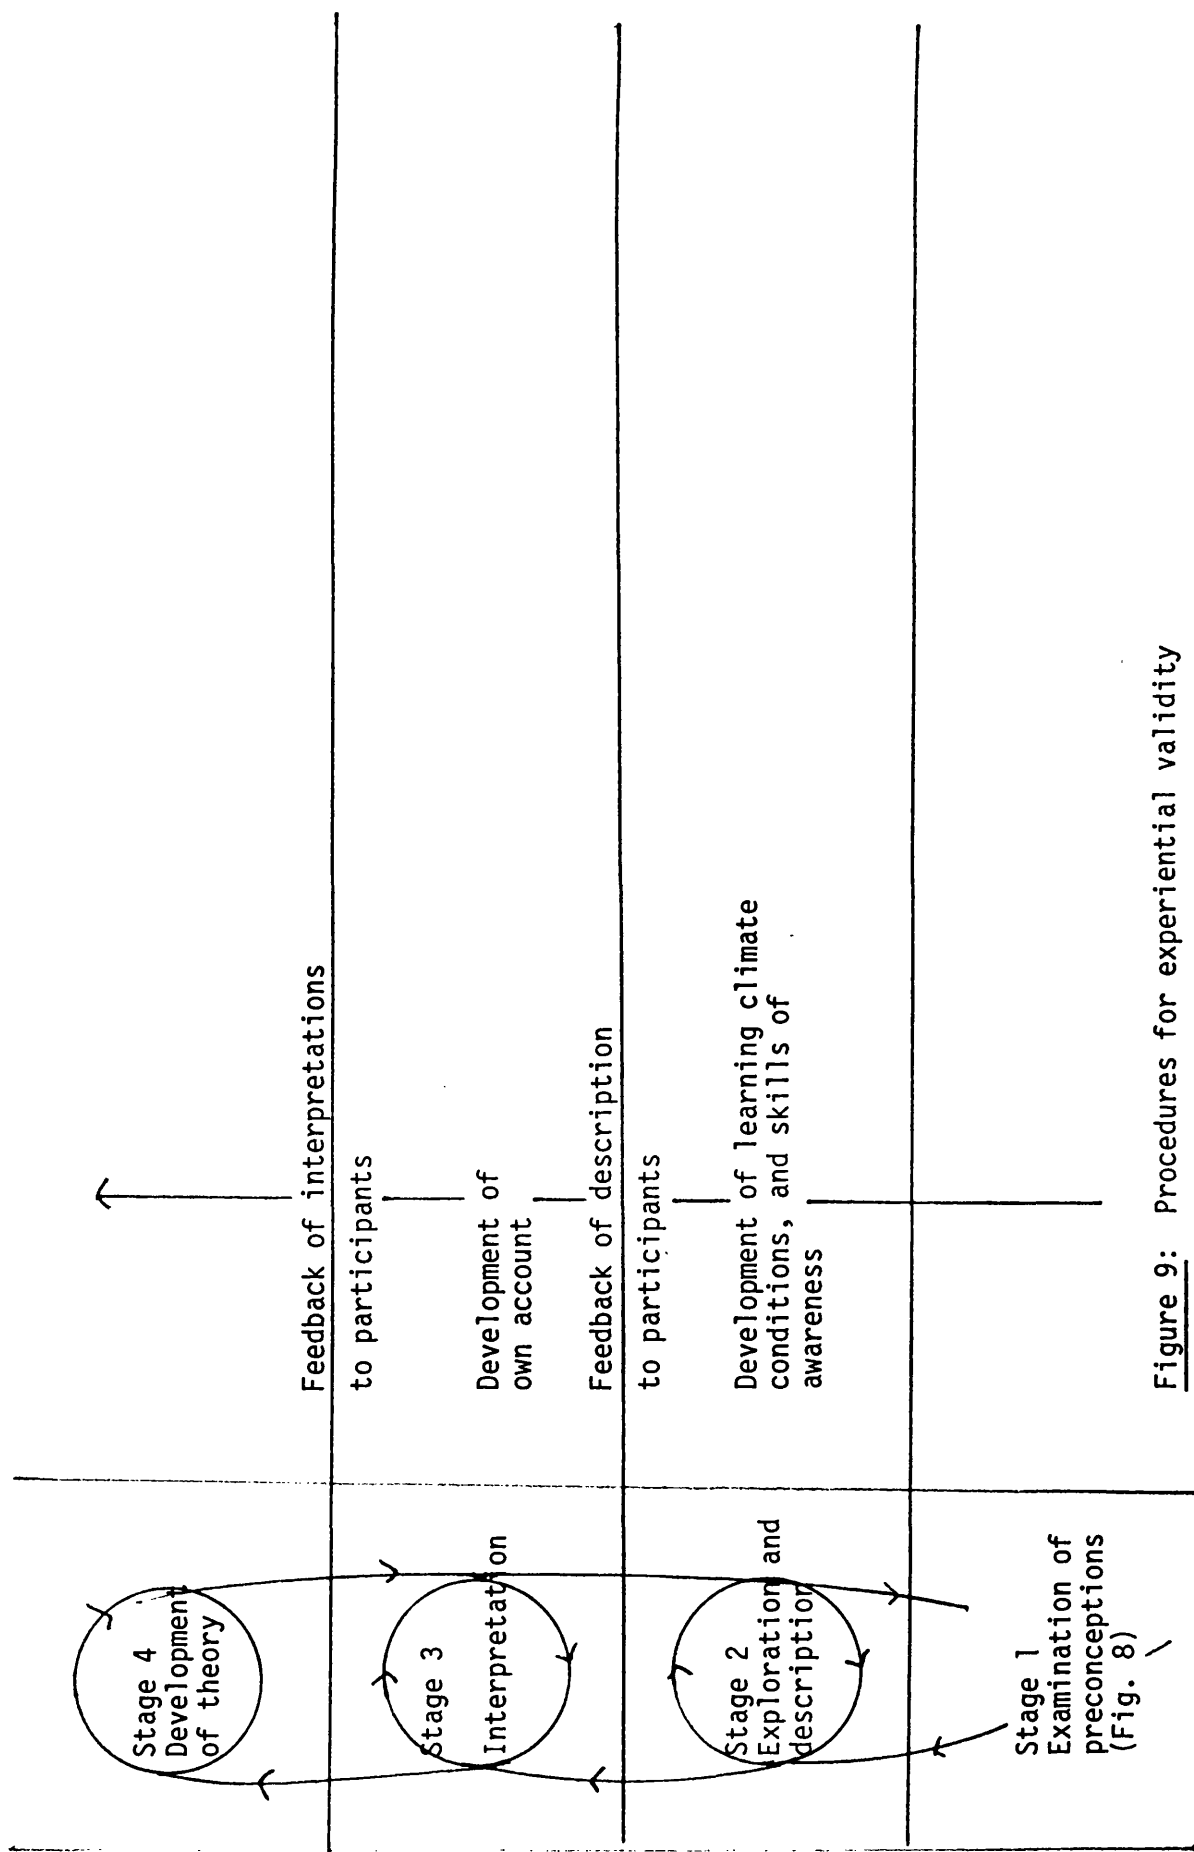 Stage 4
Development
of theory
Stage 3
Interpretation
Stage 2
Exploration and
description
Stage 1
Examination of
preconceptions
(Fig. 8)
Feedback of interpretations
to participants
Development of
own account
Feedback of description
to participants
Development of learning climate
conditions, and skills of
awareness
Figure 9: Procedures for experiential validity